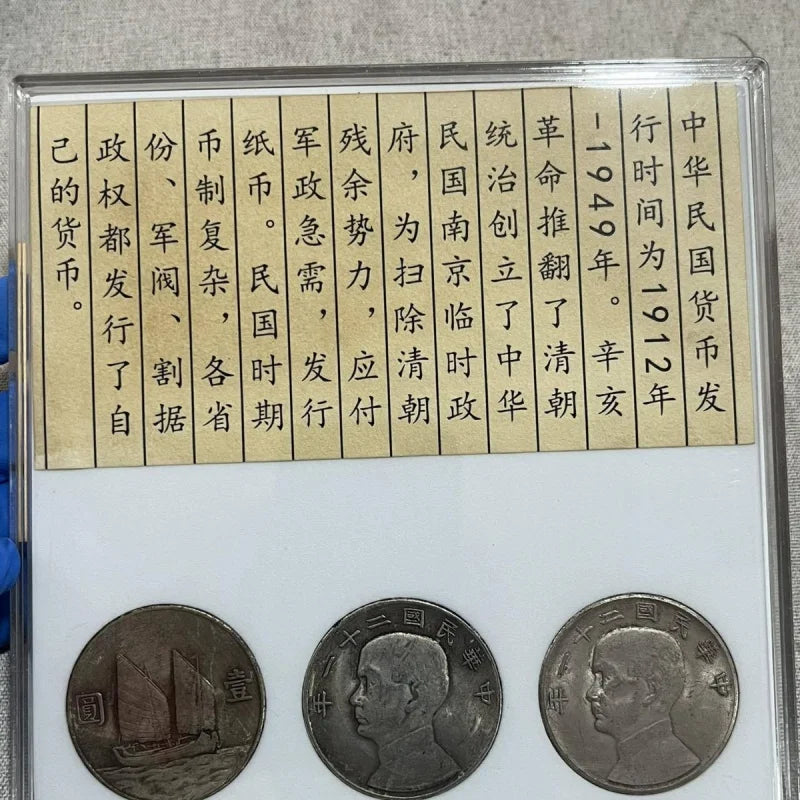 中华民国货币发
行时间为1912年
-1949年。辛亥
革命推翻了清朝
统治创立了中华
民国南京临时政
府，为扫除清朝
残余势力，应付
军政急需，发行
纸币。民国时期
币制复杂，各省
份、军阀、割据
政权都发行了自
己的货币。
壹圓
中華民國二十一年
中華民國二十一年